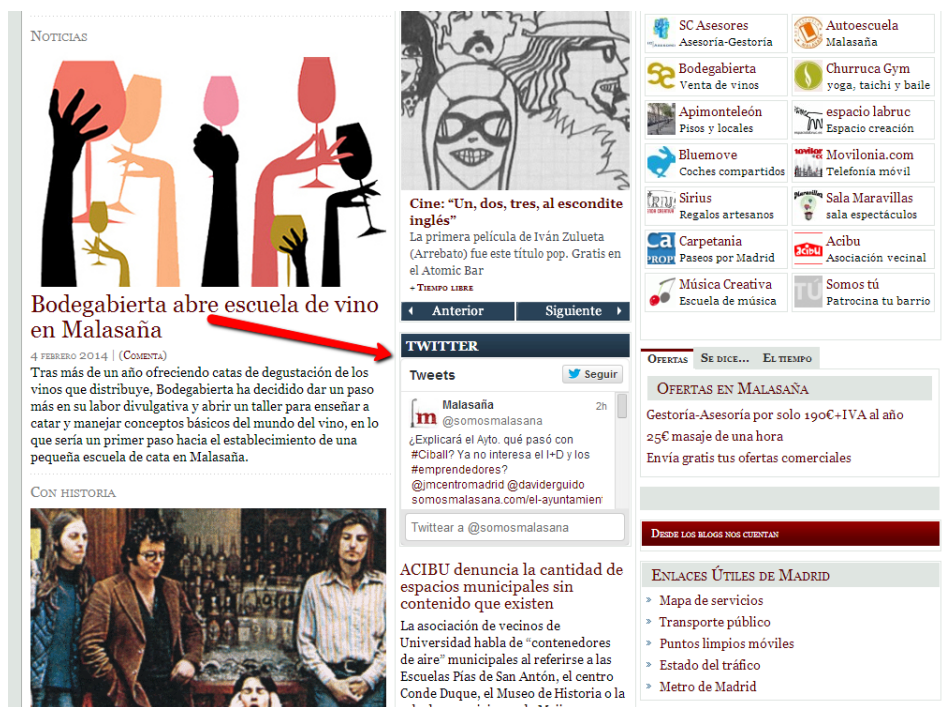 Noticias
Bodegabierta abre escuela de vino
en Malasaña
4 febrero 2014 | (Comenta)
Tras más de un año ofreciendo catas de degustación de los
vinos que distribuye, Bodegabierta ha decidido dar un paso
más en su labor divulgativa y abrir un taller para enseñar a
catar y manejar conceptos básicos del mundo del vino, en lo
que sería un primer paso hacia el establecimiento de una
pequeña escuela de cata en Malasaña.
Con historia
Cine: “Un, dos, tres, al escondite
inglés”
La primera película de Iván Zulueta
(Arrebato) fue este título pop. Gratis en
el Atomic Bar
+ Tiempo libre
Anterior
Siguiente
TWITTER
Tweets
Seguir
Malasaña
2h
@somosmalasana
¿Explicará el Ayto. qué pasó con
#Ciball? Ya no interesa el I+D y los
#emprendedores?
@jmcentromadrid @daviderguido
somosmalasana.com/el-ayuntamien
Twittear a @somosmalasana
ACIBU denuncia la cantidad de
espacios municipales sin
contenido que existen
La asociación de vecinos de
Universidad habla de “contenedores
de aire” municipales al referirse a las
Escuelas Pías de San Antón, el centro
Conde Duque, el Museo de Historia o la
SC Asesores
Asesoría-Gestoría
Autoescuela
Malasaña
Bodegabierta
Venta de vinos
Churruca Gym
yoga, taichi y baile
Apimonteleón
Pisos y locales
espacio labruc
Espacio creación
Bluemove
Coches compartidos
Movilonia.com
Telefonía móvil
Sirius
Regalos artesanos
Sala Maravillas
sala espectáculos
Carpetania
Paseos por Madrid
Acibu
Asociación vecinal
Música Creativa
Escuela de música
Somos tú
Patrocina tu barrio
Ofertas
Se dice...
El tiempo
Ofertas en Malasaña
Gestoría-Asesoría por solo 190€+IVA al año
25€ masaje de una hora
Envía gratis tus ofertas comerciales
Desde los blogs nos cuentan
Enlaces Útiles de Madrid
Mapa de servicios
Transporte público
Puntos limpios móviles
Estado del tráfico
Metro de Madrid